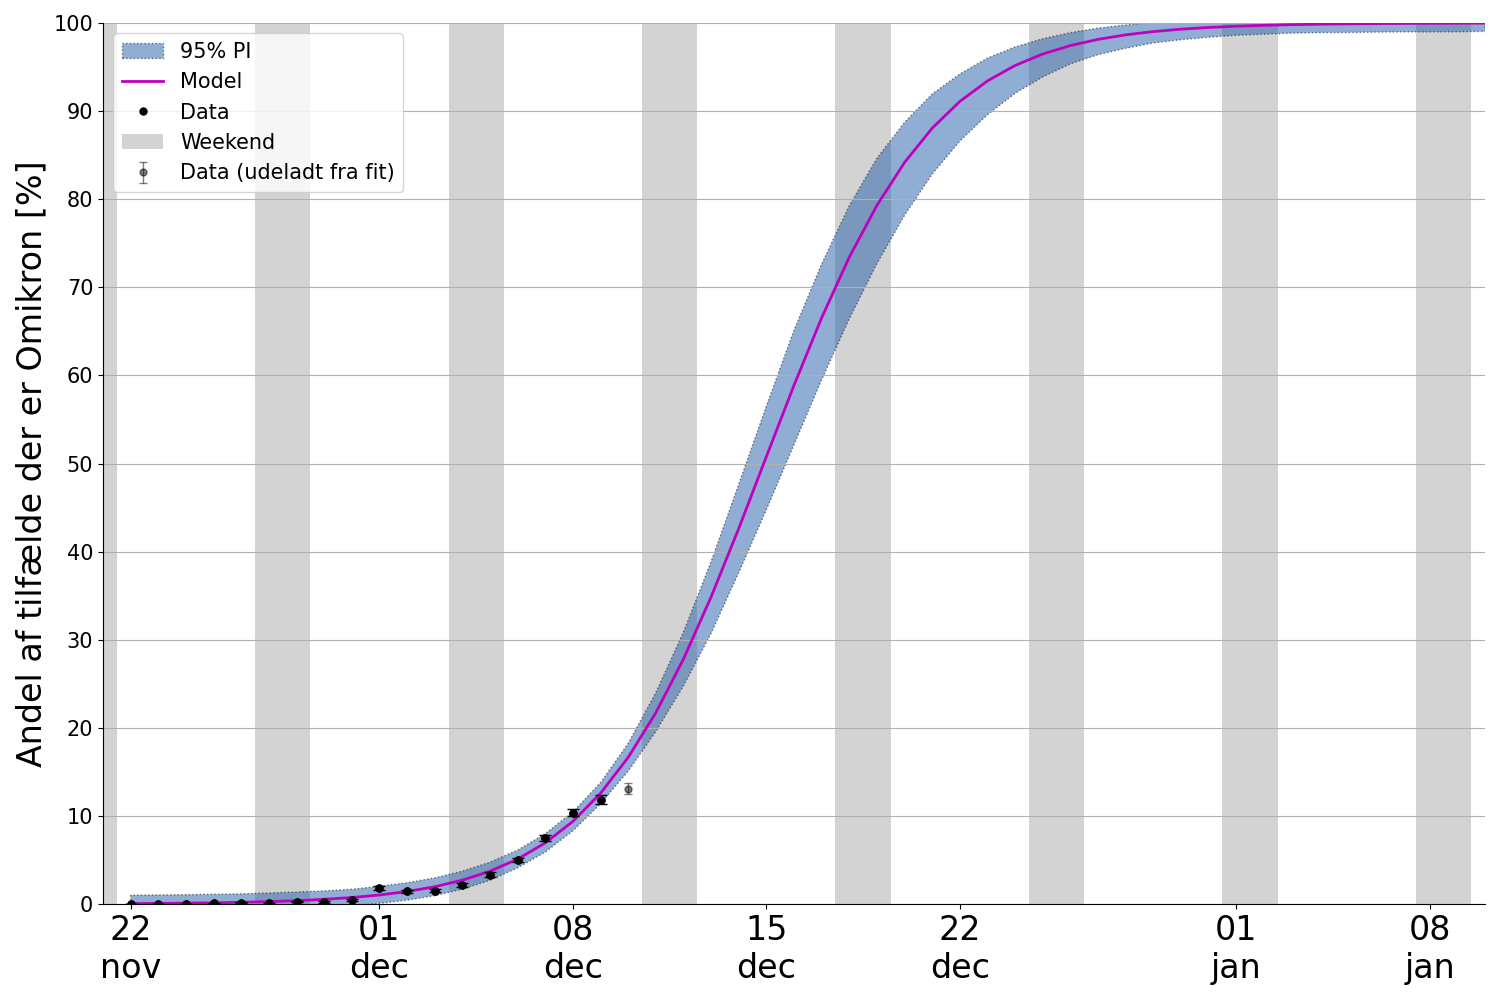 100
90
80
70
60
50
40
30
20
10
0
Andel af tilfælde der er Omikron [%]
95% PI
Model
Data
Weekend
Data (udeladt fra fit)
22 01 08 15 22 01 08
nov dec dec dec dec jan jan